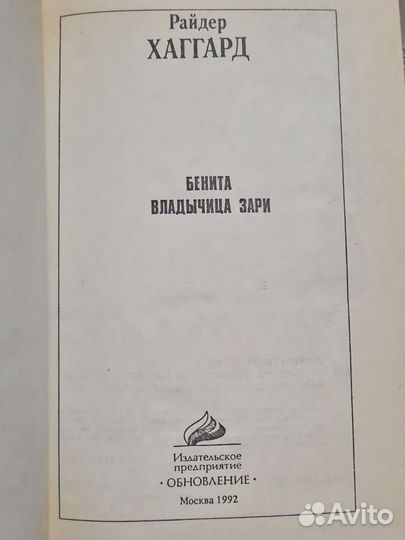 Райдер
ХАГГАРД
БЕНИТА
ВЛАДЫЧИЦА ЗАРИ
Издательское
предприятие
· ОБНОВЛЕНИЕ ·
Москва 1992
Avito